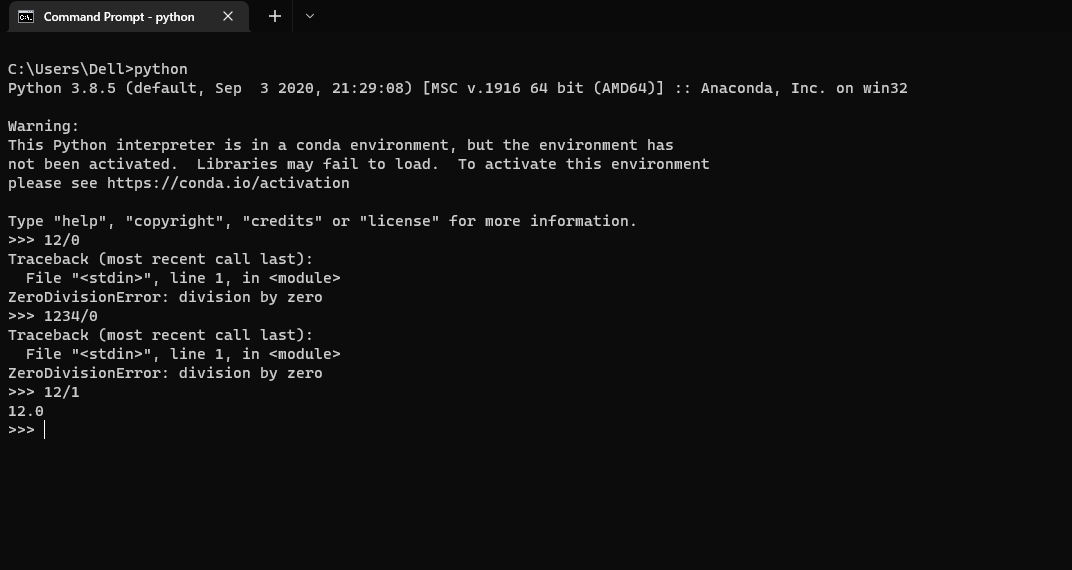 Command Prompt - python
C:\Users\Dell>python
Python 3.8.5 (default, Sep  3 2020, 21:29:08) [MSC v.1916 64 bit (AMD64)] :: Anaconda, Inc. on win32
Warning:
This Python interpreter is in a conda environment, but the environment has
not been activated.  Libraries may fail to load.  To activate this environment
please see https://conda.io/activation
Type "help", "copyright", "credits" or "license" for more information.
>>> 12/0
Traceback (most recent call last):
  File "<stdin>", line 1, in <module>
ZeroDivisionError: division by zero
>>> 1234/0
Traceback (most recent call last):
  File "<stdin>", line 1, in <module>
ZeroDivisionError: division by zero
>>> 12/1
12.0
>>>